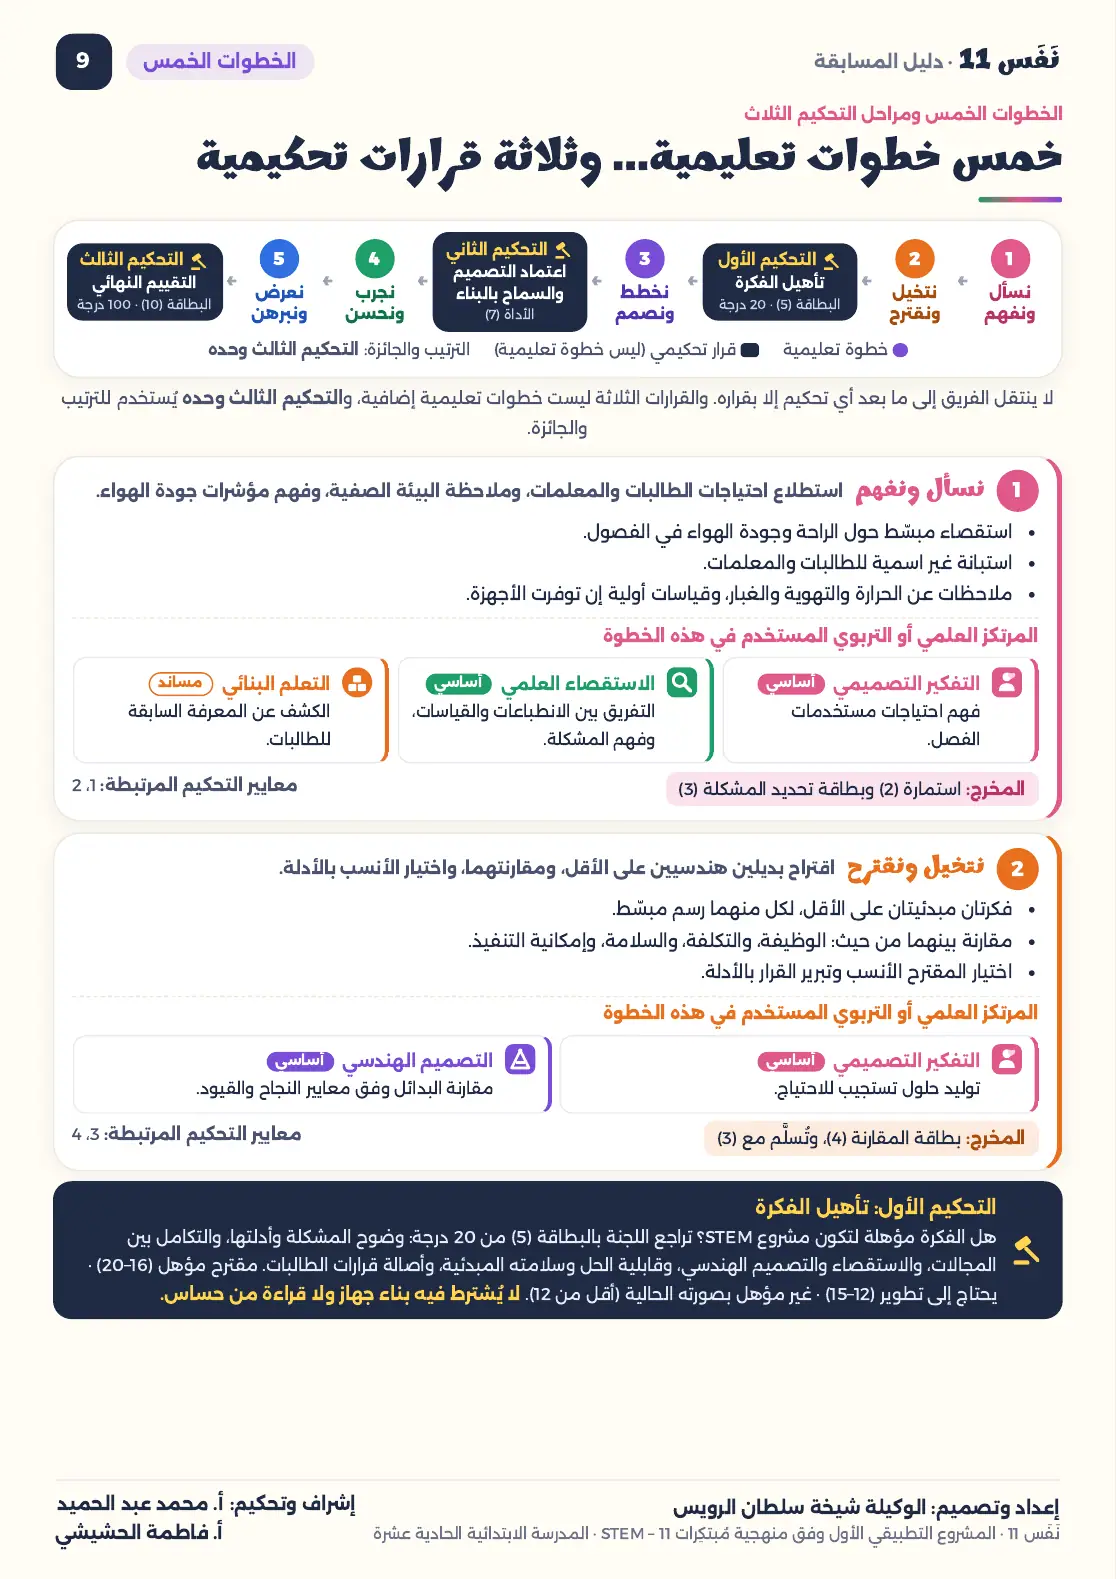 نَفَس 11 · دليل المسابقة
الخطوات الخمس
9
الخطوات الخمس ومراحل التحكيم الثلاث
خمس خطوات تعليمية... وثلاثة قرارات تحكيمية
1
نسأل
ونفهم
2
نتخيل
ونقترح
التحكيم الأول
تأهيل الفكرة
البطاقة (5) · 20 درجة
3
نخطط
ونصمم
التحكيم الثاني
اعتماد التصميم
والسماح بالبناء
الأداة (7)
4
نجرب
ونحسن
5
نعرض
ونبرهن
التحكيم الثالث
التقييم النهائي
البطاقة (10) · 100 درجة
خطوة تعليمية
قرار تحكيمي (ليس خطوة تعليمية)
الترتيب والجائزة: التحكيم الثالث وحده
لا ينتقل الفريق إلى ما بعد أي تحكيم إلا بقراره. والقرارات الثلاثة ليست خطوات تعليمية إضافية، والتحكيم الثالث وحده يُستخدم للترتيب
والجائزة.
1 نسأل ونفهم استطلاع احتياجات الطالبات والمعلمات، وملاحظة البيئة الصفية، وفهم مؤشرات جودة الهواء.
• استقصاء مبسّط حول الراحة وجودة الهواء في الفصول.
• استبانة غير اسمية للطالبات والمعلمات.
• ملاحظات عن الحرارة والتهوية والغبار، وقياسات أولية إن توفرت الأجهزة.
المرتكز العلمي أو التربوي المستخدم في هذه الخطوة
التفكير التصميمي أساسي
فهم احتياجات مستخدمات
الفصل.
الاستقصاء العلمي أساسي
التفريق بين الانطباعات والقياسات،
وفهم المشكلة.
التعلم البنائي مساند
الكشف عن المعرفة السابقة
للطالبات.
المخرج: استمارة (2) وبطاقة تحديد المشكلة (3)
معايير التحكيم المرتبطة: 1، 2
2 نتخيل ونقترح اقتراح بديلين هندسيين على الأقل، ومقارنتهما، واختيار الأنسب بالأدلة.
• فكرتان مبدئيتان على الأقل، لكل منهما رسم مبسّط.
• مقارنة بينهما من حيث: الوظيفة، والتكلفة، والسلامة، وإمكانية التنفيذ.
• اختيار المقترح الأنسب وتبرير القرار بالأدلة.
المرتكز العلمي أو التربوي المستخدم في هذه الخطوة
التفكير التصميمي أساسي
توليد حلول تستجيب للاحتياج.
التصميم الهندسي أساسي
مقارنة البدائل وفق معايير النجاح والقيود.
المخرج: بطاقة المقارنة (4)، وتُسلَّم مع (3)
معايير التحكيم المرتبطة: 3، 4
التحكيم الأول: تأهيل الفكرة
هل الفكرة مؤهلة لتكون مشروع STEM؟ تراجع اللجنة بالبطاقة (5) من 20 درجة: وضوح المشكلة وأدلتها، والتكامل بين
المجالات، والاستقصاء والتصميم الهندسي، وقابلية الحل وسلامته المبدئية، وأصالة قرارات الطالبات. مقترح مؤهل (16–20) ·
يحتاج إلى تطوير (12–15) · غير مؤهل بصورته الحالية (أقل من 12). لا يُشترط فيه بناء جهاز ولا قراءة من حساس.
إعداد وتصميم: الوكيلة شيخة سلطان الرويس
نَفَس 11 · المشروع التطبيقي الأول وفق منهجية مُبتكِرات 11 – STEM · المدرسة الابتدائية الحادية عشرة
إشراف وتحكيم: أ. محمد عبد الحميد
أ. فاطمة الحشيشي